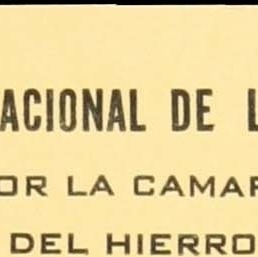 ACIONAL DE L
OR LA CAMAR
DEL HIERRO